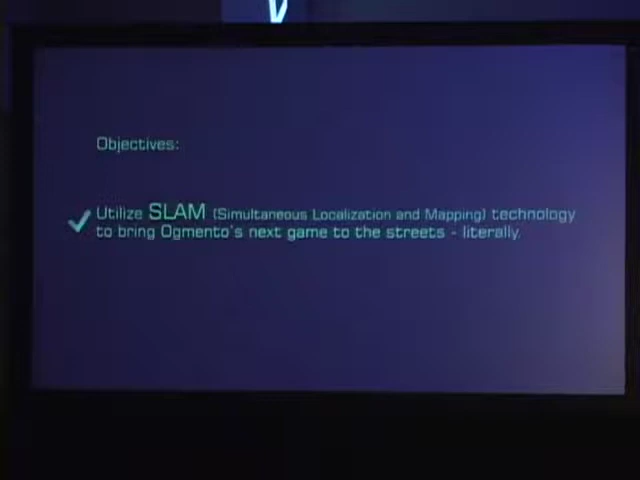 Objectives:
Utilize SLAM (Simultaneous Localization and Mapping) technology
to bring Ogmento's next game to the streets - literally.